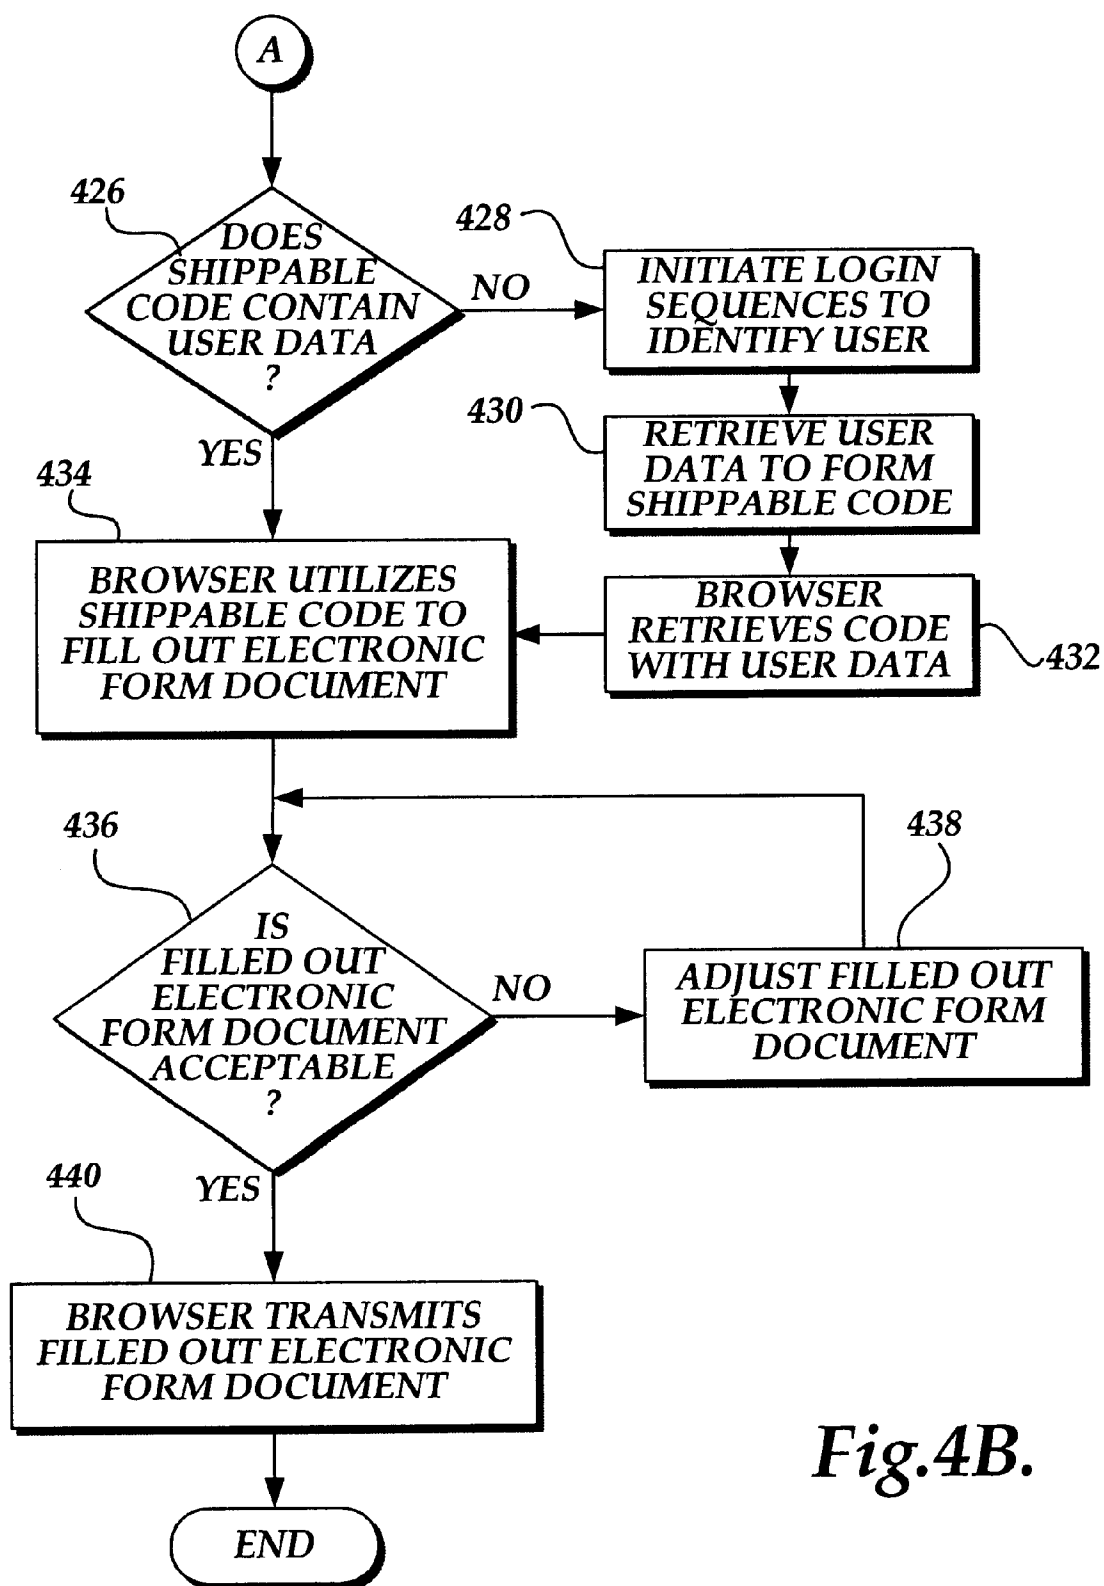 A
426
DOES
SHIPPABLE
CODE CONTAIN
USER DATA
?
NO
428
INITIATE LOGIN
SEQUENCES TO
IDENTIFY USER
430
RETRIEVE USER
DATA TO FORM
SHIPPABLE CODE
YES
434
BROWSER UTILIZES
SHIPPABLE CODE TO
FILL OUT ELECTRONIC
FORM DOCUMENT
BROWSER
RETRIEVES CODE
WITH USER DATA
432
436
IS
FILLED OUT
ELECTRONIC
FORM DOCUMENT
ACCEPTABLE
?
NO
438
ADJUST FILLED OUT
ELECTRONIC FORM
DOCUMENT
YES
440
BROWSER TRANSMITS
FILLED OUT ELECTRONIC
FORM DOCUMENT
END
Fig.4B.